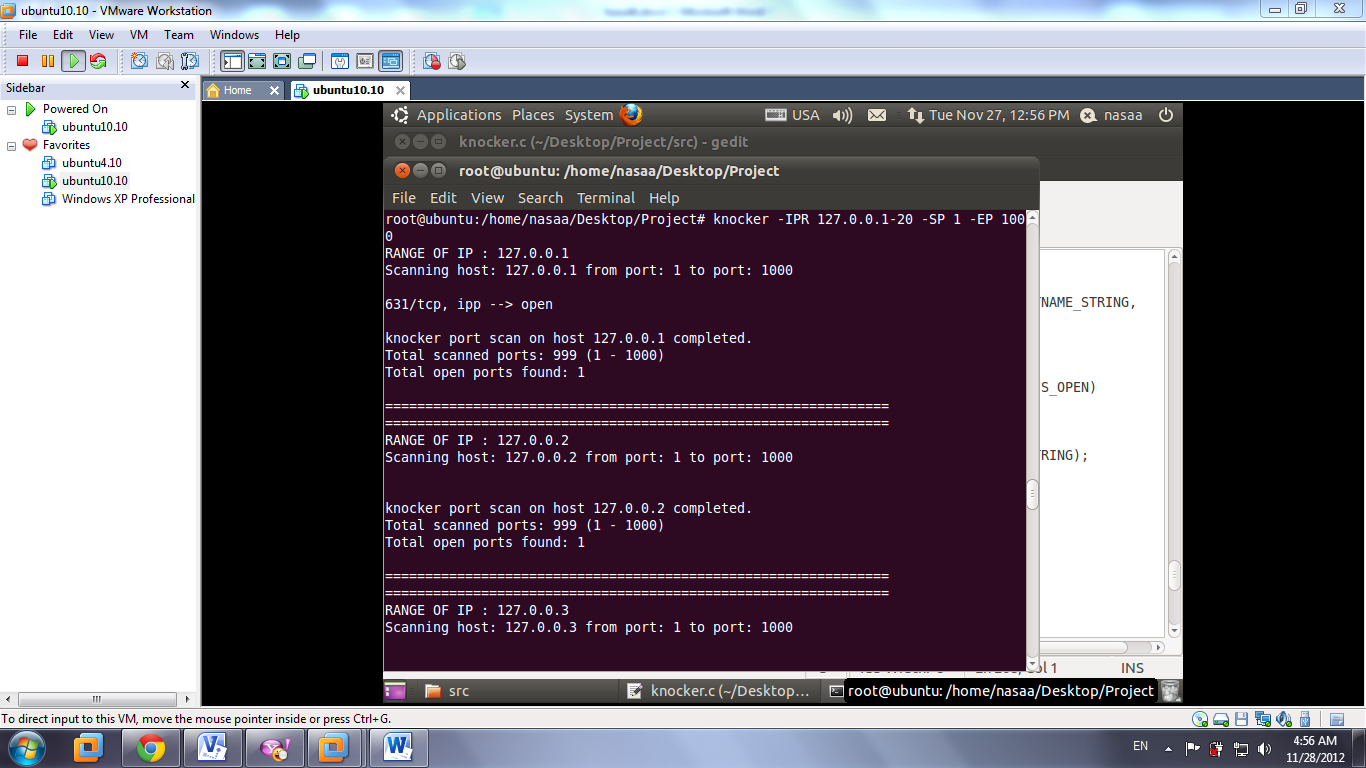 ubuntu10.10 - VMware Workstation
File Edit View VM Team Windows Help
Sidebar
Home
ubuntu10.10
Powered On
ubuntu10.10
Favorites
ubuntu4.10
ubuntu10.10
Windows XP Professional
Applications Places System USA Tue Nov 27, 12:56 PM nasaa
knocker.c (~/Desktop/Project/src) - gedit
root@ubuntu: /home/nasaa/Desktop/Project
File Edit View Search Terminal Help
root@ubuntu:/home/nasaa/Desktop/Project# knocker -IPR 127.0.0.1-20 -SP 1 -EP 100
0
RANGE OF IP : 127.0.0.1
Scanning host: 127.0.0.1 from port: 1 to port: 1000
631/tcp, ipp --> open
knocker port scan on host 127.0.0.1 completed.
Total scanned ports: 999 (1 - 1000)
Total open ports found: 1
===============================================================
===============================================================
RANGE OF IP : 127.0.0.2
Scanning host: 127.0.0.2 from port: 1 to port: 1000
knocker port scan on host 127.0.0.2 completed.
Total scanned ports: 999 (1 - 1000)
Total open ports found: 1
===============================================================
===============================================================
RANGE OF IP : 127.0.0.3
Scanning host: 127.0.0.3 from port: 1 to port: 1000
NAME_STRING,
S_OPEN)
RING);
INS
src
knocker.c (~/Desktop...
root@ubuntu: /home/nasaa/Desktop/Project
To direct input to this VM, move the mouse pointer inside or press Ctrl+G.
EN
4:56 AM
11/28/2012